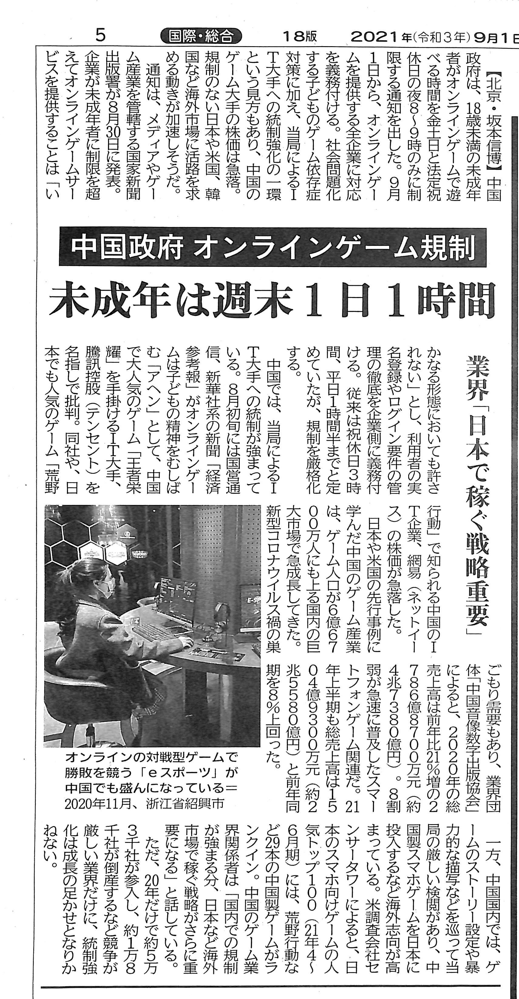 5
国際・総合
18版
2021年(令和3年)9月1日
【北京・坂本信博】中国
政府は、18歳未満の未成年
者がオンラインゲームで遊
べる時間を金土日と法定祝
休日の夜8〜9時のみに制
限する通知を出した。9月
1日から、オンラインゲー
ムを提供する全企業に対応
を義務付ける。社会問題化
する子どものゲーム依存症
対策に加え、当局によるI
T大手への統制強化の一環
という見方もあり、中国の
ゲーム大手の株価は急落。
規制のない日本や米国、韓
国など海外市場に活路を求
める動きが加速しそうだ。
通知は、メディアやゲー
ム産業を管轄する国家新聞
出版署が8月30日に発表。
企業が未成年者に制限を超
えてオンラインゲームサー
ビスを提供することは「い
中国政府 オンラインゲーム規制
未成年は週末1日1時間
業界「日本で稼ぐ戦略重要」
かなる形態においても許さ
れない」とし、利用者の実
名登録やログイン要件の管
理の徹底を企業側に義務付
ける。従来は祝休日3時
間、平日1時間半までと定
めていたが、規制を厳格化
する。
中国では、当局によるI
T大手への統制が強まって
いる。8月初旬には国営通
信、新華社系の新聞「経済
参考報」がオンラインゲー
ムは子どもの精神をむしば
む「アヘン」として、中国
で大人気のゲーム「王者栄
耀」を手掛けるIT大手、
騰訊控股(テンセント)を
名指しで批判。同社や、日
本でも人気のゲーム「荒野
行動」で知られる中国のI
T企業、網易(ネットイー
ス)の株価が急落した。
日本や米国の先行事例に
学んだ中国のゲーム産業
は、ゲーム人口が6億67
00万人にも上る国内の巨
大市場で急成長してきた。
新型コロナウイルス禍の巣
ごもり需要もあり、業界団
体「中国音像数字出版協会」
によると、2020年の総
売上高は前年比21%増の2
786億8700万元(約
4兆7380億円)。8割
弱が急速に普及したスマー
トフォンゲーム関連だ。21
年上半期も総売上高は15
04億9300万元(約2
兆5580億円)と前年同
期を8%上回った。
E-SP
オンラインの対戦型ゲームで
勝敗を競う「eスポーツ」が
中国でも盛んになっている＝
2020年11月、浙江省紹興市
一方、中国国内では、ゲ
ームのストーリー設定や暴
力的な描写などを巡って当
局の厳しい検閲があり、中
国製スマホゲームを日本に
投入するなど海外志向が高
まっている。米調査会社セ
ンサータワーによると、日
本のスマホ向けゲームの人
気トップ100(21年4〜
6月期)には、荒野行動な
ど29本の中国製ゲームがラ
ンクイン。中国のゲーム業
界関係者は「国内での規制
が強まる分、日本など海外
市場で稼ぐ戦略がさらに重
要になる」と話している。
ただ、20年だけで約5万
3千社が参入し、約1万8
千社が倒産するなど競争が
厳しい業界だけに、統制強
化は成長の足かせとなりか
ねない。